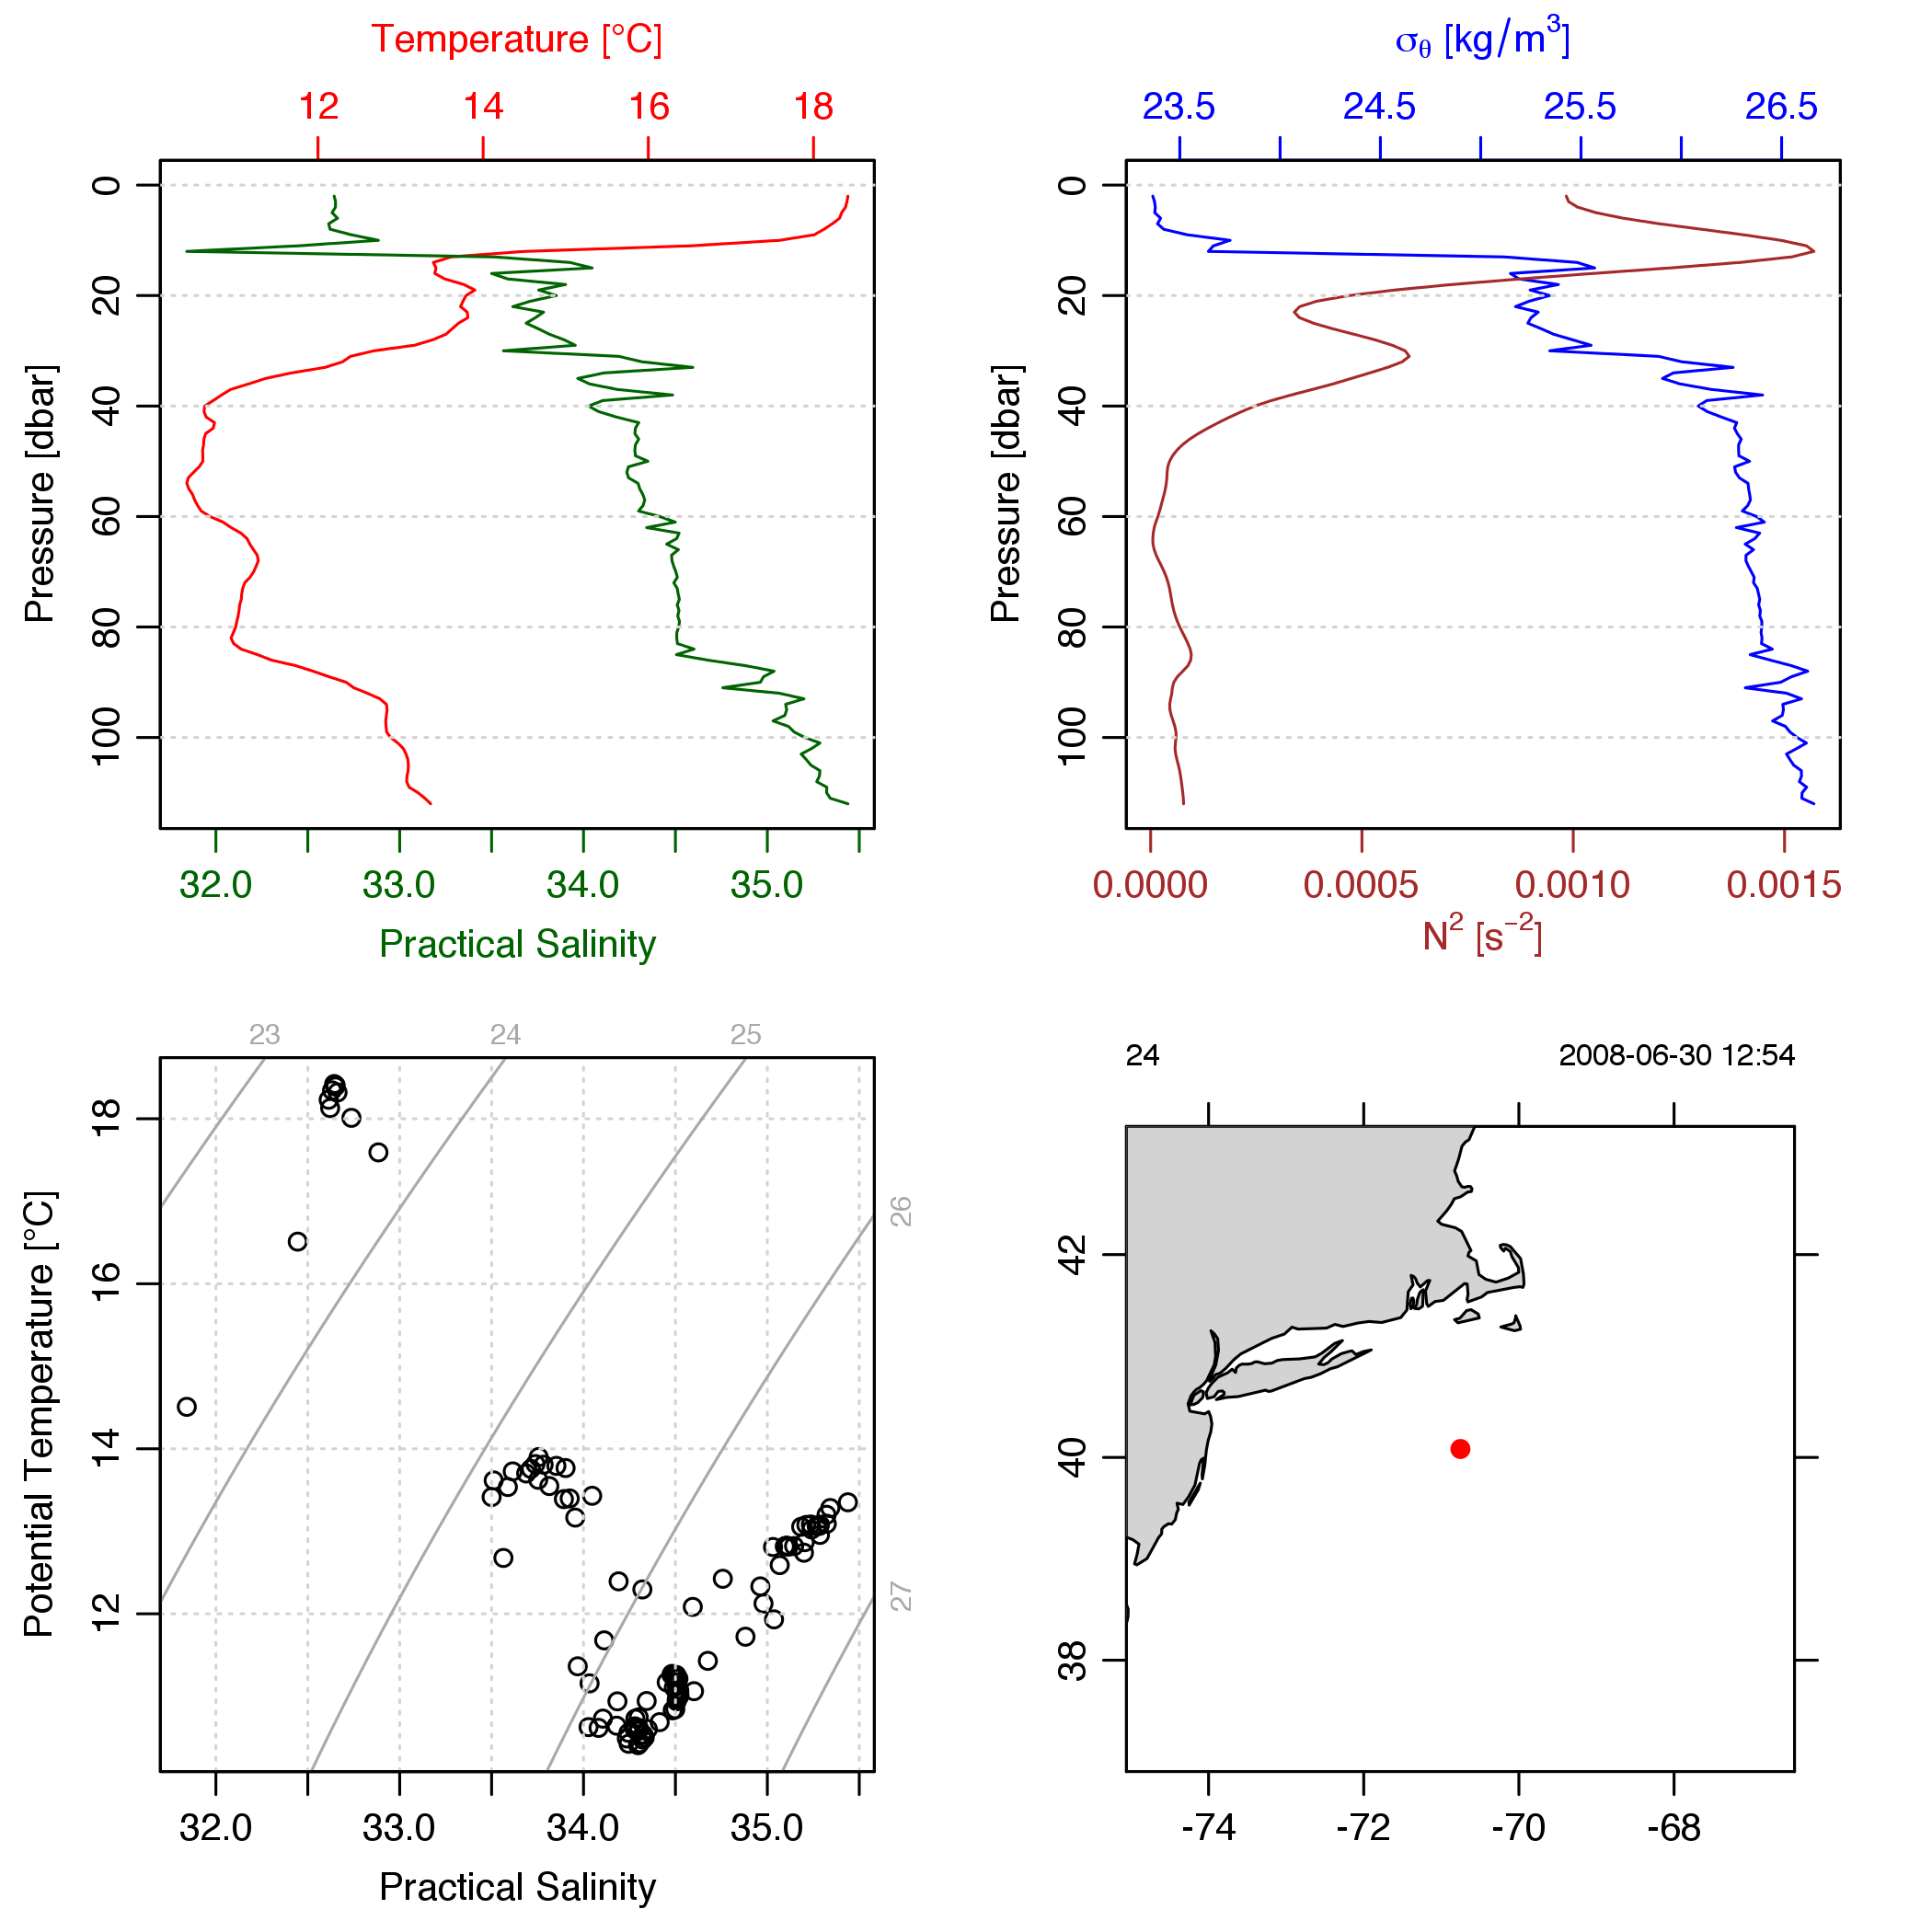 Temperature [°C]
12 14 16 18
Pressure [dbar]
0 20 40 60 80 100
32.0 33.0 34.0 35.0
Practical Salinity
σθ [kg/m³]
23.5 24.5 25.5 26.5
Pressure [dbar]
0 20 40 60 80 100
0.0000 0.0005 0.0010 0.0015
N² [s⁻²]
23 24 25
26
27
Potential Temperature [°C]
18
16
14
12
32.0 33.0 34.0 35.0
Practical Salinity
24 2008-06-30 12:54
42
40
38
-74 -72 -70 -68